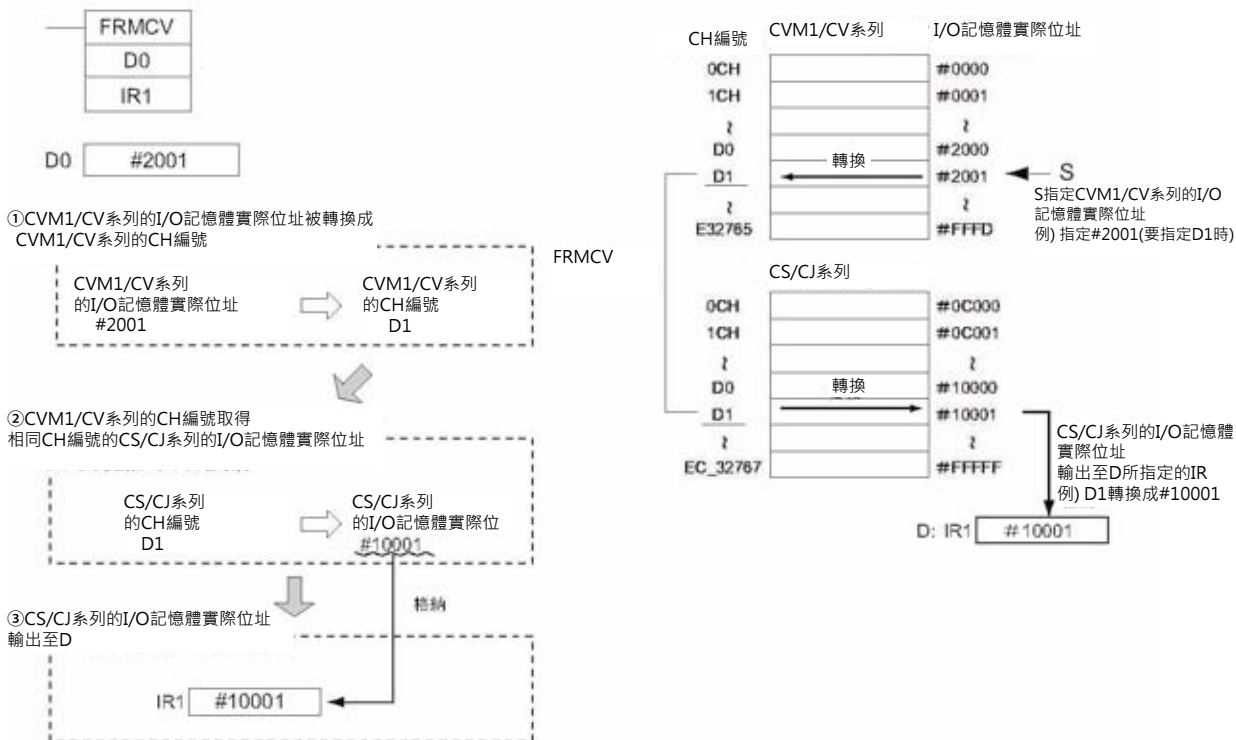 FRMCV
D0
IR1
D0 #2001
①CVM1/CV系列的I/O記憶體實際位址被轉換成
CVM1/CV系列的CH編號
CVM1/CV系列
的I/O記憶體實際位址
#2001
CVM1/CV系列
的CH編號
D1
FRMCV
②CVM1/CV系列的CH編號取得
相同CH編號的CS/CJ系列的I/O記憶體實際位址
CS/CJ系列
的CH編號
D1
CS/CJ系列
的I/O記憶體實際位
#10001
格納
③CS/CJ系列的I/O記憶體實際位址
輸出至D
IR1 #10001
CH編號 CVM1/CV系列 I/O記憶體實際位址
0CH #0000
1CH #0001
≀ ≀
D0 #2000
轉換
D1 #2001 S
≀ ≀
E32765 #FFFD
S指定CVM1/CV系列的I/O
記憶體實際位址
例) 指定#2001(要指定D1時)
CS/CJ系列
0CH #0C000
1CH #0C001
≀ ≀
D0 轉換 #10000
D1 #10001
≀ ≀
EC_32767 #FFFFF
CS/CJ系列的I/O記憶體
實際位址
輸出至D所指定的IR
例) D1轉換成#10001
D: IR1 #10001